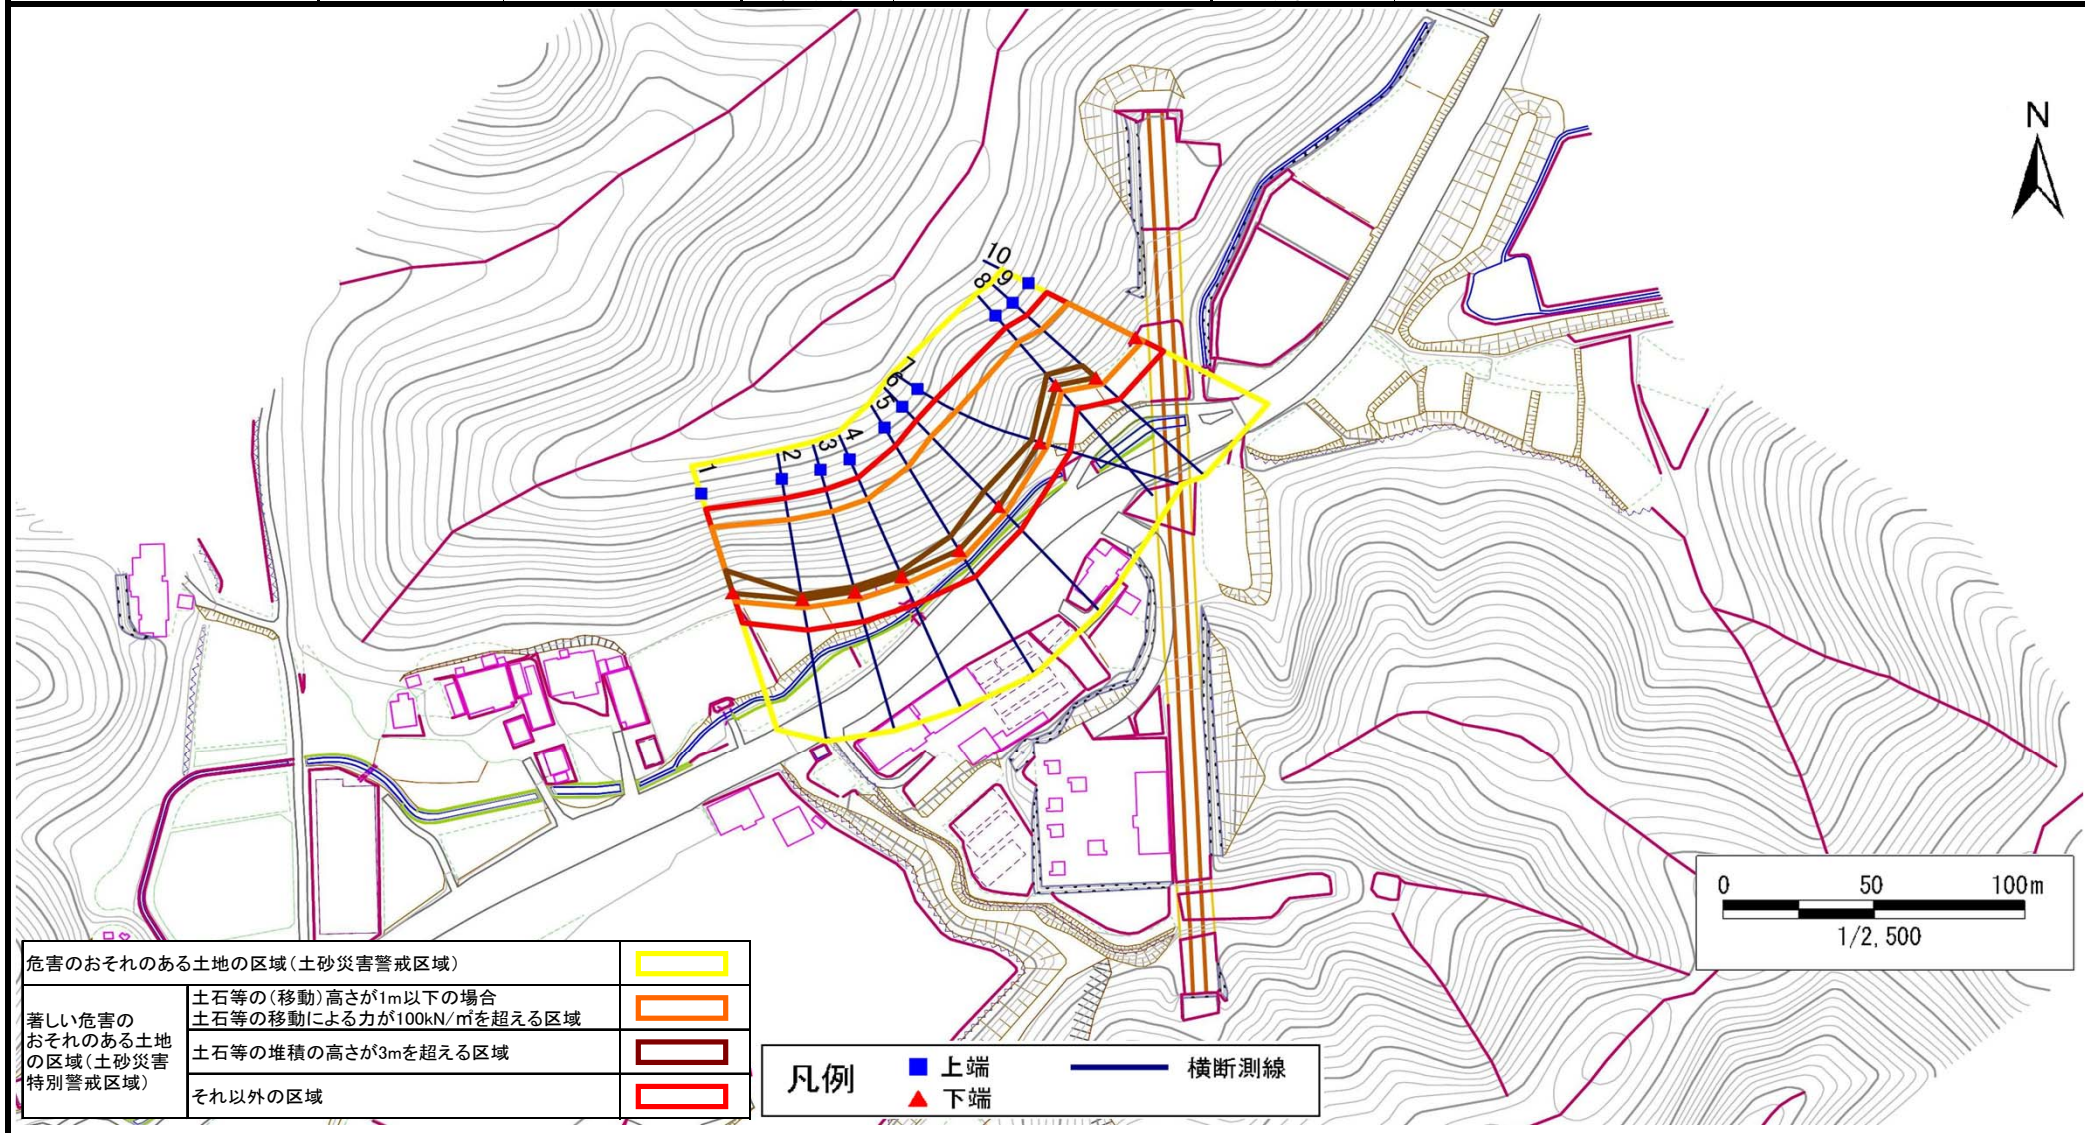 N
10
9
8
7
6
5
4
3
2
1
0 50 100m
1/2,500
危害のおそれのある土地の区域(土砂災害警戒区域)
著しい危害の
おそれのある土地
の区域(土砂災害
特別警戒区域)
土石等の(移動)高さが1m以下の場合
土石等の移動による力が100kN/㎡を超える区域
土石等の堆積の高さが3mを超える区域
それ以外の区域
凡例
上端
下端
横断測線